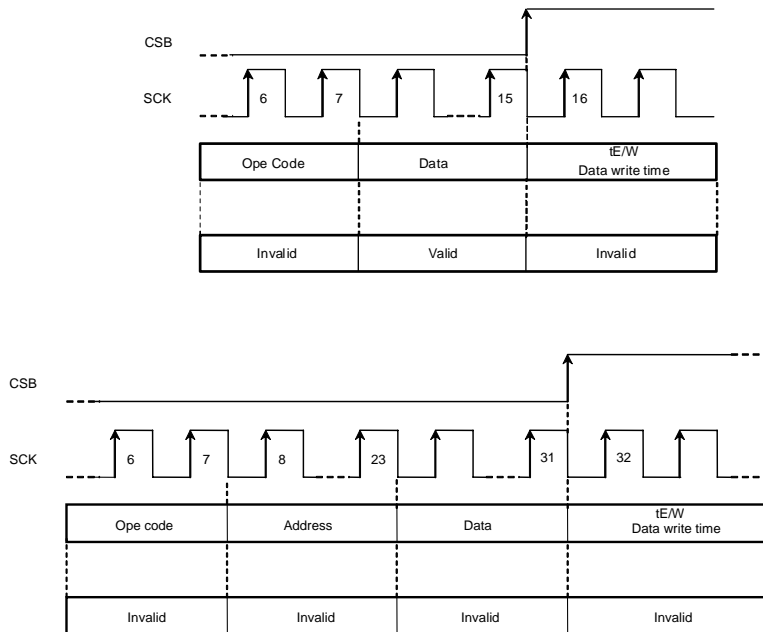 CSB
SCK
6 7 15 16
Ope Code Data tE/W
Data write time
Invalid Valid Invalid
CSB
SCK
6 7 8 23 31 32
Ope code Address Data tE/W
Data write time
Invalid Invalid Invalid Invalid